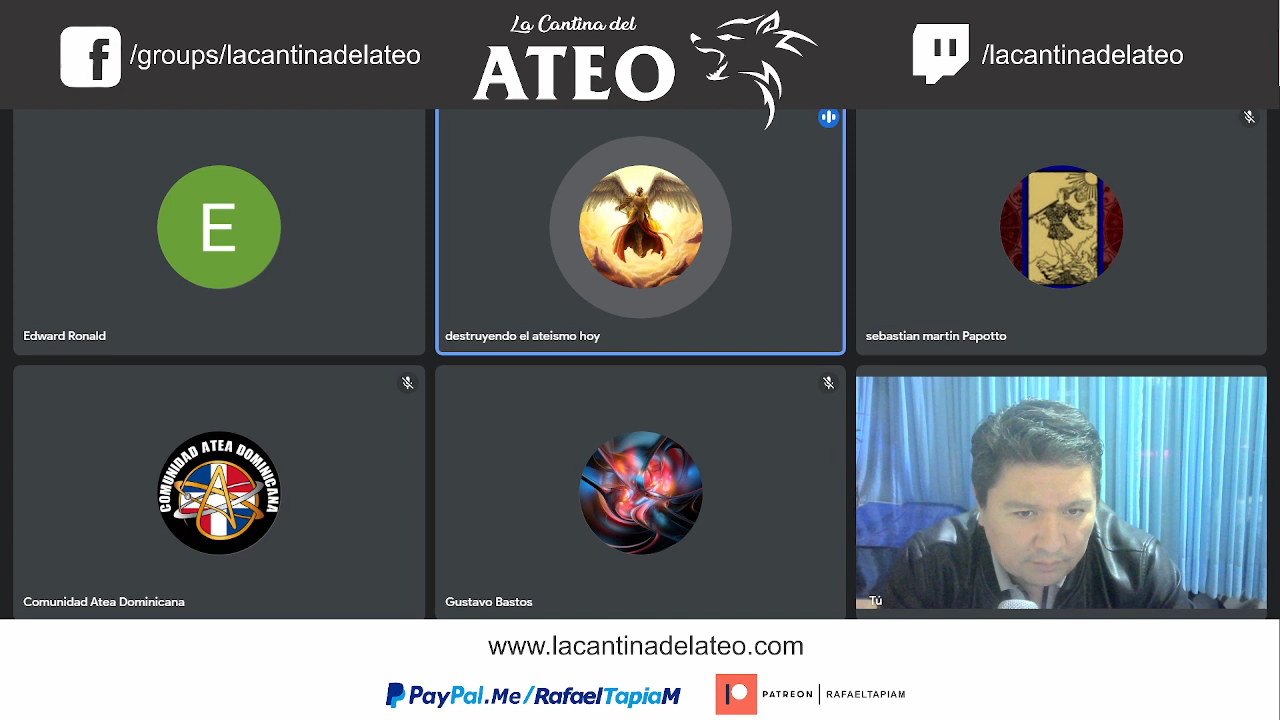 /groups/lacantinadelateo
La Cantina del
ATEO
/lacantinadelateo
E
Edward Ronald
destruyendo el ateismo hoy
sebastian martin Papotto
COMUNIDAD ATEA DOMINICANA
Comunidad Atea Dominicana
Gustavo Bastos
Tú
www.lacantinadelateo.com
PayPal.Me/RafaelTapiaM
PATREON | RAFAELTAPIAM